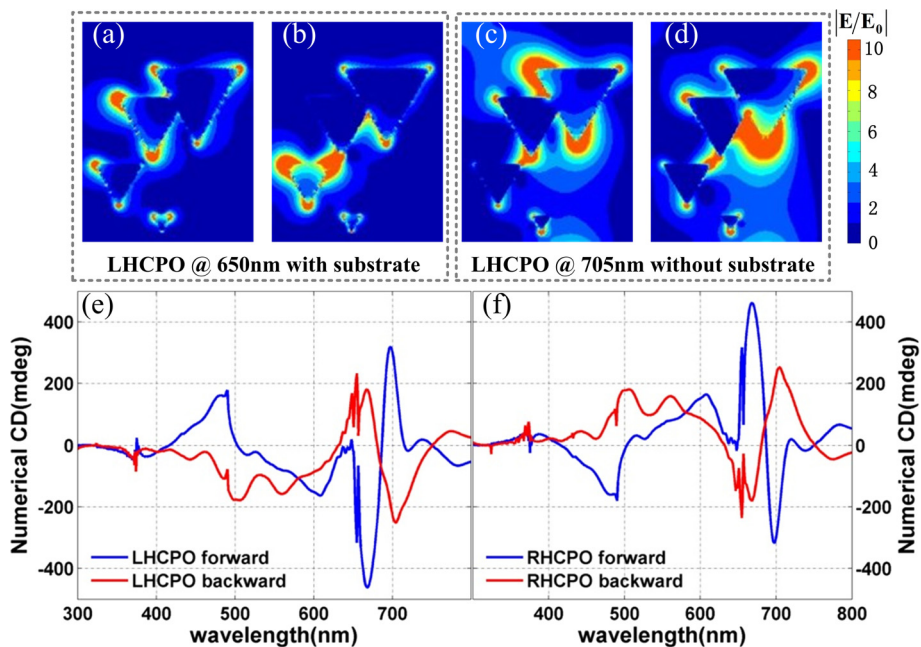 (a) (b) (c) (d) |E/E₀|
10
8
6
4
2
0
LHCPO @ 650nm with substrate
LHCPO @ 705nm without substrate
(e)
Numerical CD(mdeg)
400
200
0
-200
-400
LHCPO forward
LHCPO backward
300 400 500 600 700
wavelength(nm)
(f)
400
200
0
-200
-400
Numerical CD(mdeg)
RHCPO forward
RHCPO backward
400 500 600 700 800
wavelength(nm)